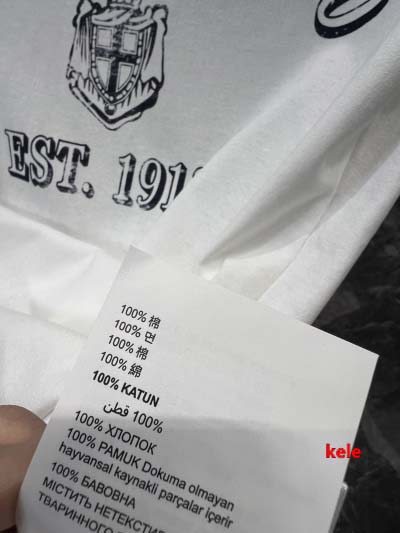 EST. 191
100% 棉
100% 면
100% 棉
100% 綿
100% KATUN
100% قطن
100% ХЛОПОК
100% PAMUK Dokuma olmayan
hayvansal kaynakli parçalar içerir
100% БАВОВНА
МІСТИТЬ НЕТЕКСТИ
ТВАРИННОГО
kele